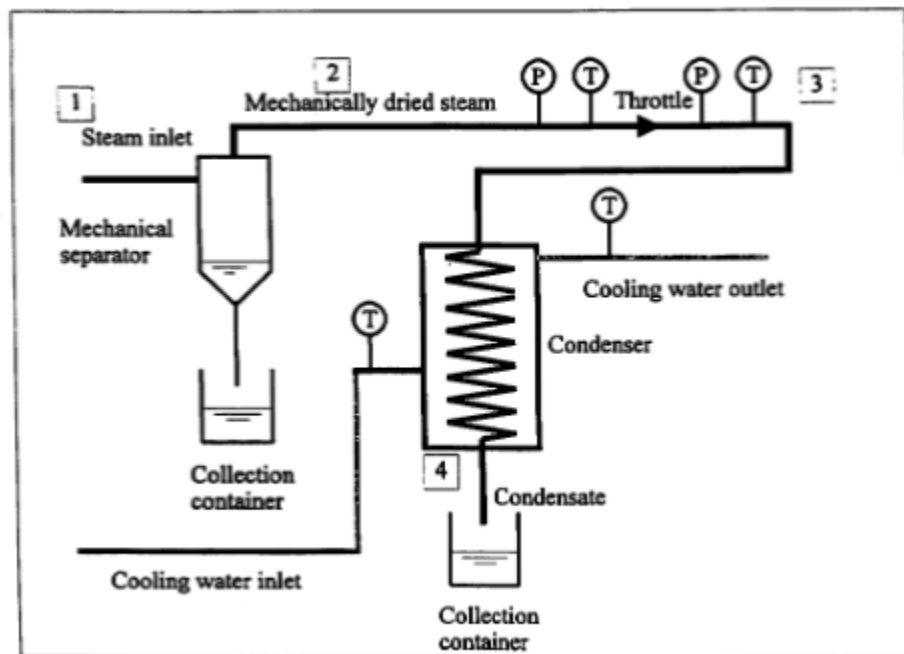 1
2
P
T
P
T
3
Mechanically dried steam
Throttle
Steam inlet
Mechanical
separator
T
Cooling water outlet
T
Condenser
4
Collection
container
Condensate
Cooling water inlet
Collection
container